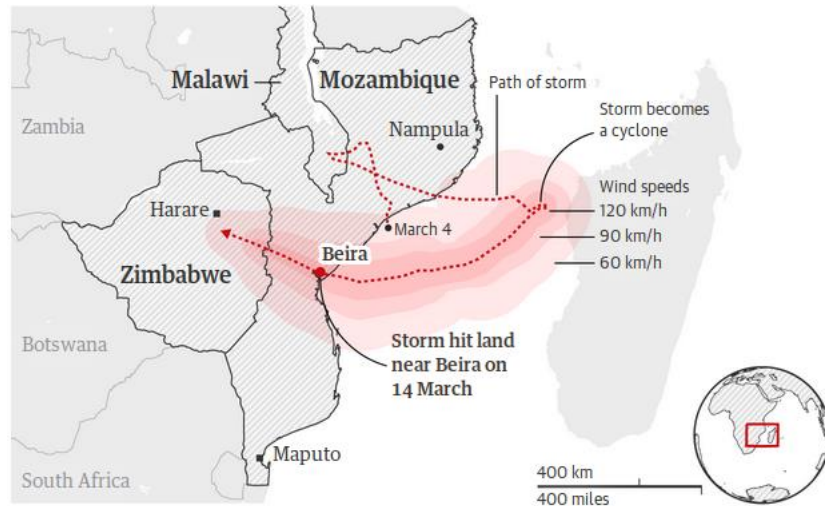 Malawi
Mozambique
Path of storm
Storm becomes
a cyclone
Zambia
Nampula
Wind speeds
120 km/h
90 km/h
60 km/h
Harare
March 4
Beira
Zimbabwe
Botswana
Storm hit land
near Beira on
14 March
Maputo
South Africa
400 km
400 miles